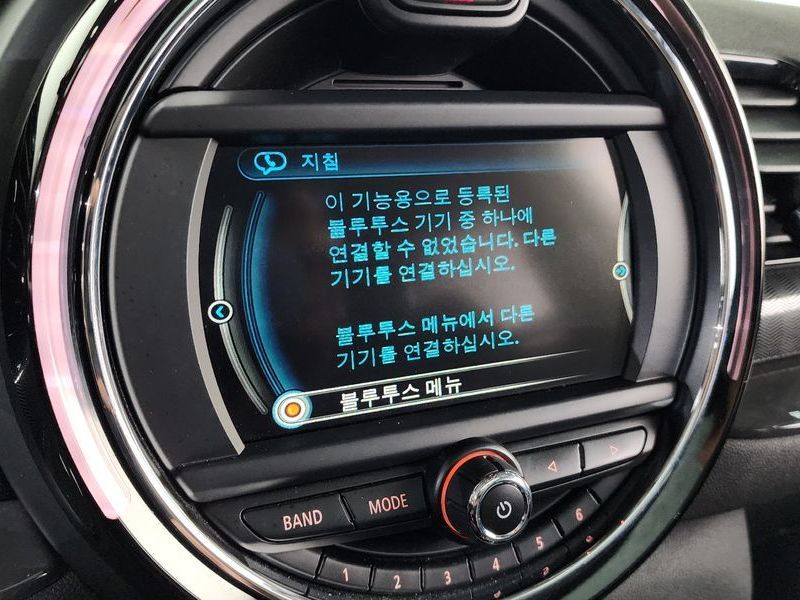 지침
이 기능용으로 등록된
블루투스 기기 중 하나에
연결할 수 없었습니다. 다른
기기를 연결하십시오.
블루투스 메뉴에서 다른
기기를 연결하십시오.
블루투스 메뉴
BAND
MODE
1
2
3
4
5
6